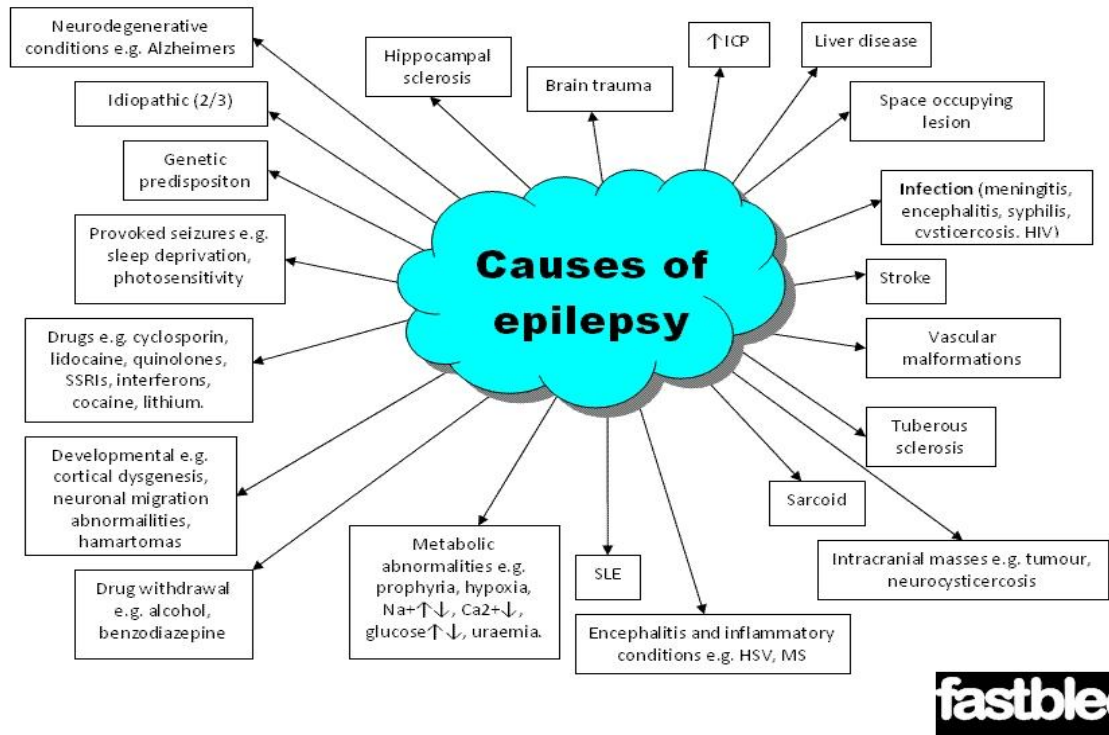 Neurodegenerative
conditions e.g. Alzheimers
Idiopathic (2/3)
Genetic
predispositon
Provoked seizures e.g.
sleep deprivation,
photosensitivity
Drugs e.g. cyclosporin,
lidocaine, quinolones,
SSRIs, interferons,
cocaine, lithium.
Developmental e.g.
cortical dysgenesis,
neuronal migration
abnormailities,
hamartomas
Drug withdrawal
e.g. alcohol,
benzodiazepine
Hippocampal
sclerosis
Brain trauma
↑ICP
Liver disease
Space occupying
lesion
Infection (meningitis,
encephalitis, syphilis,
cysticercosis, HIV)
Stroke
Vascular
malformations
Tuberous
sclerosis
Sarcoid
Intracranial masses e.g. tumour,
neurocysticercosis
Causes of
epilepsy
Metabolic
abnormalities e.g.
prophyria, hypoxia,
Na+↑↓, Ca2+↓,
glucose↑↓, uraemia.
SLE
Encephalitis and inflammatory
conditions e.g. HSV, MS